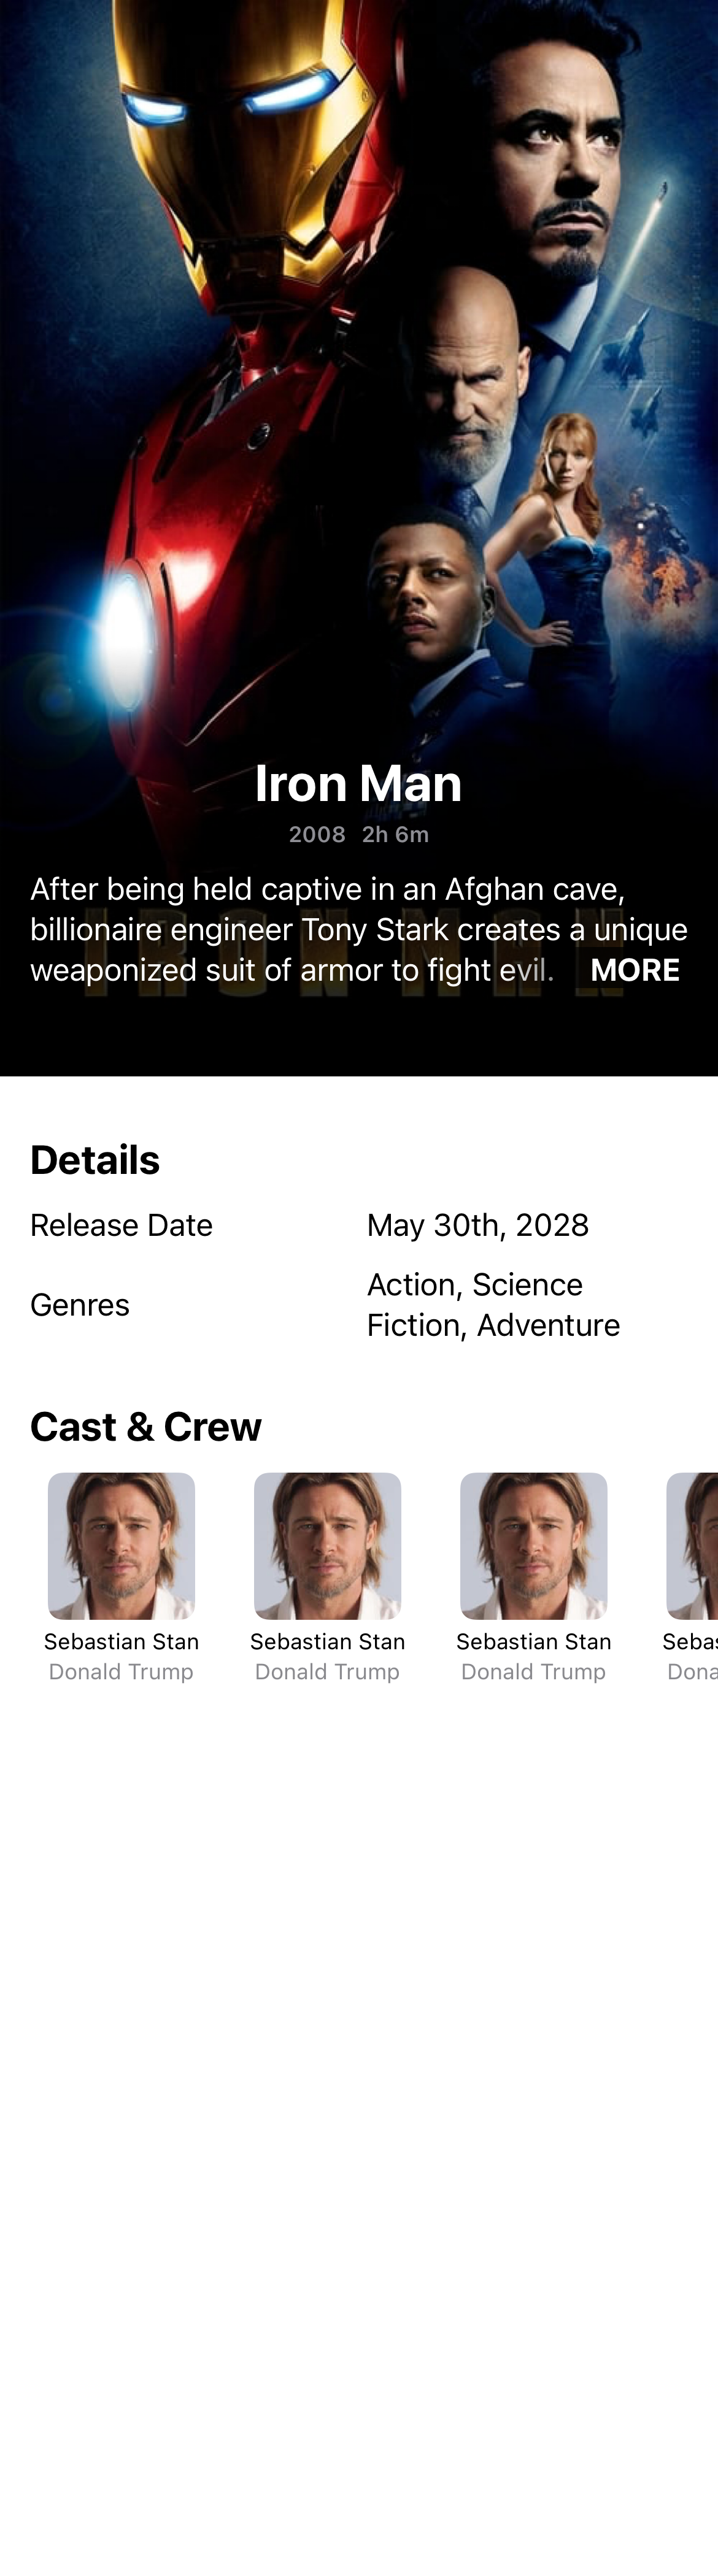 Iron Man
2008 2h 6m
After being held captive in an Afghan cave,
billionaire engineer Tony Stark creates a unique
weaponized suit of armor to fight evil. MORE
IRON MAN
Details
Release Date May 30th, 2028
Genres Action, Science
Fiction, Adventure
Cast & Crew
Sebastian Stan Sebastian Stan Sebastian Stan Sebas
Donald Trump Donald Trump Donald Trump Dona